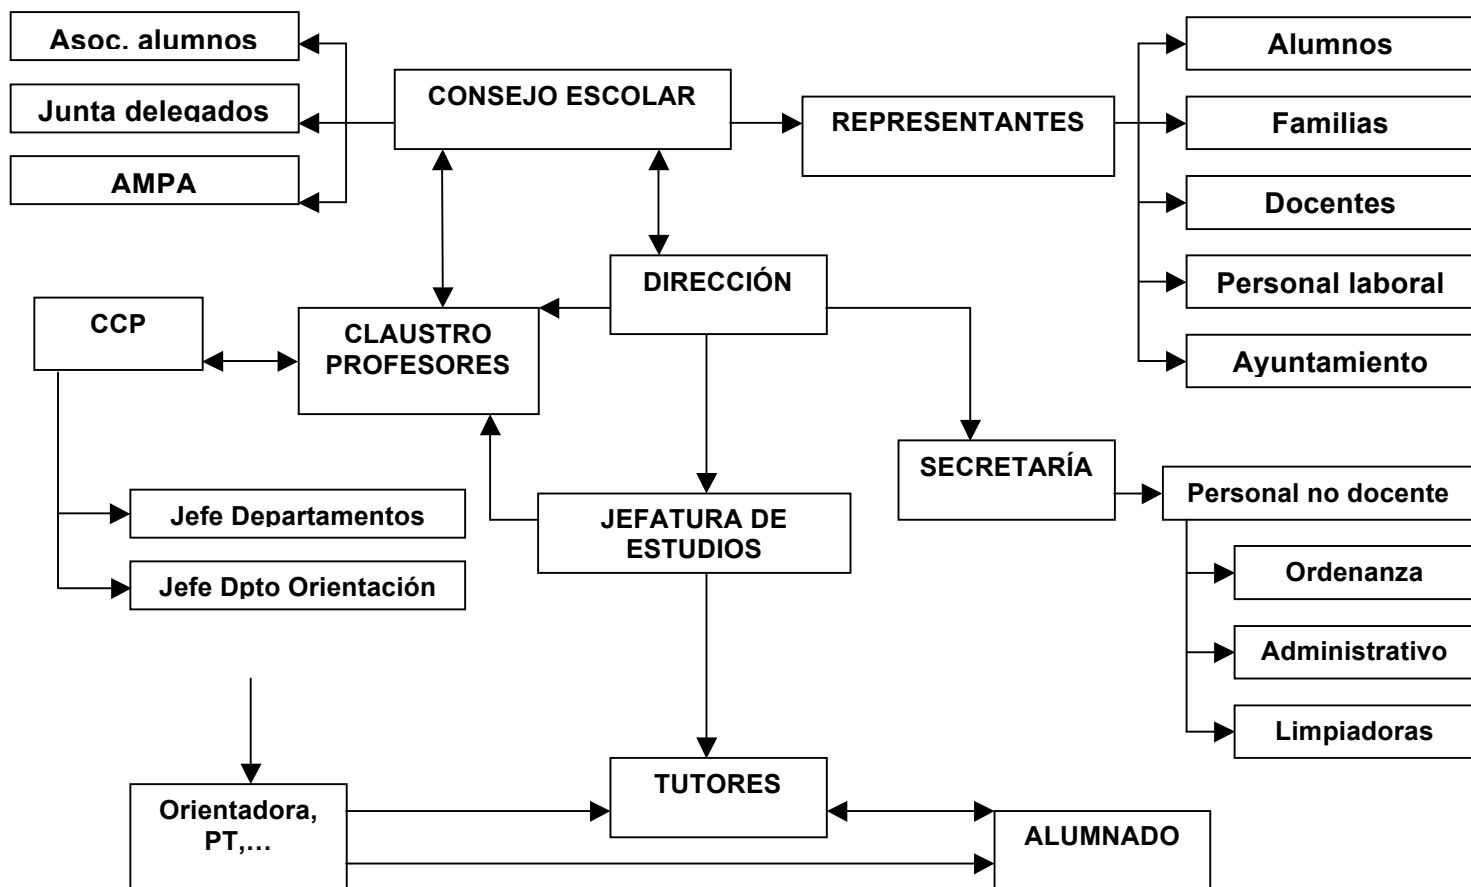 Asoc. alumnos
Junta delegados
AMPA
CONSEJO ESCOLAR
REPRESENTANTES
Alumnos
Familias
Docentes
Personal laboral
Ayuntamiento
DIRECCIÓN
CCP
CLAUSTRO
PROFESORES
SECRETARÍA
Personal no docente
Jefe Departamentos
JEFATURA DE
ESTUDIOS
Jefe Dpto Orientación
Ordenanza
Administrativo
Limpiadoras
TUTORES
Orientadora,
PT,…
ALUMNADO